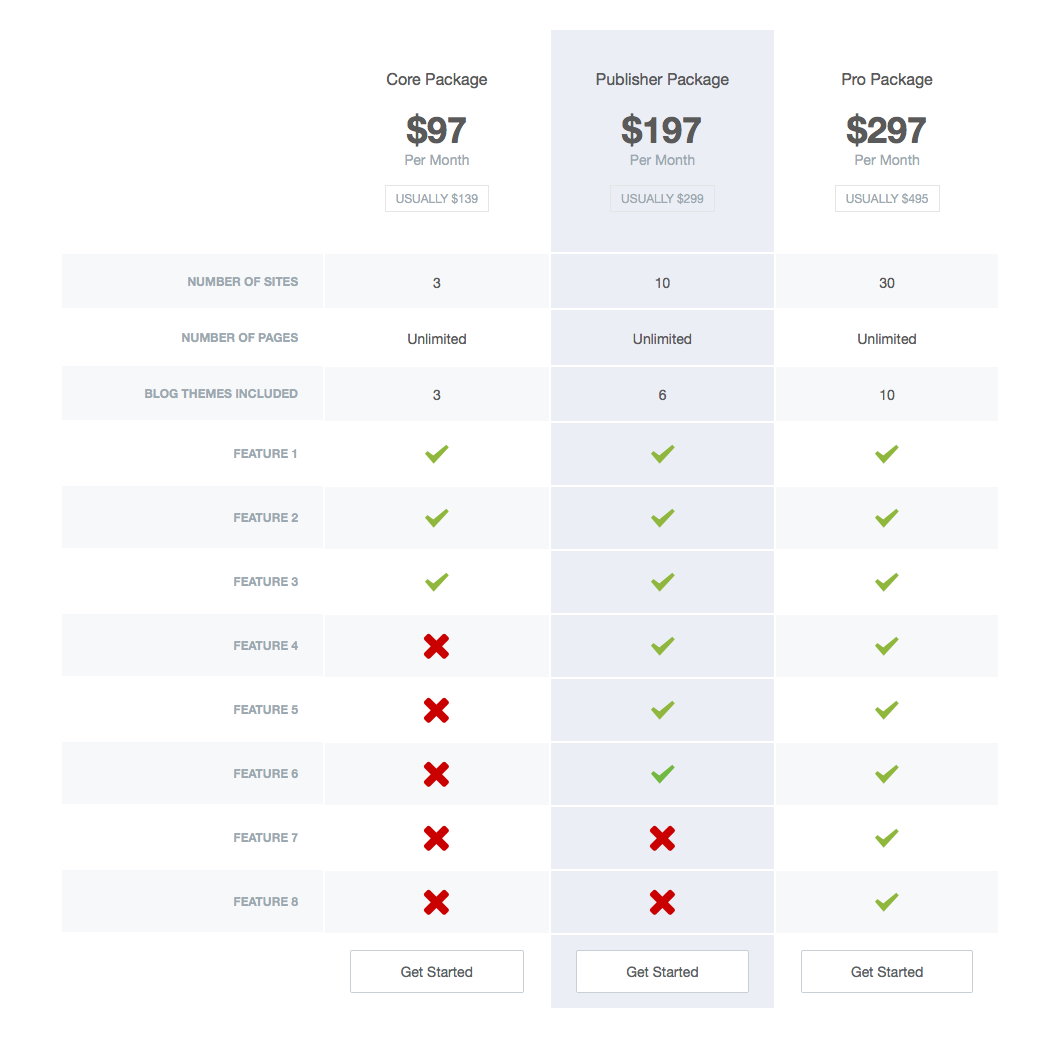 Core Package Publisher Package Pro Package
$97 $197 $297
Per Month Per Month Per Month
USUALLY $139 USUALLY $299 USUALLY $495
NUMBER OF SITES 3 10 30
NUMBER OF PAGES Unlimited Unlimited Unlimited
BLOG THEMES INCLUDED 3 6 10
FEATURE 1
FEATURE 2
FEATURE 3
FEATURE 4
FEATURE 5
FEATURE 6
FEATURE 7
FEATURE 8
Get Started Get Started Get Started